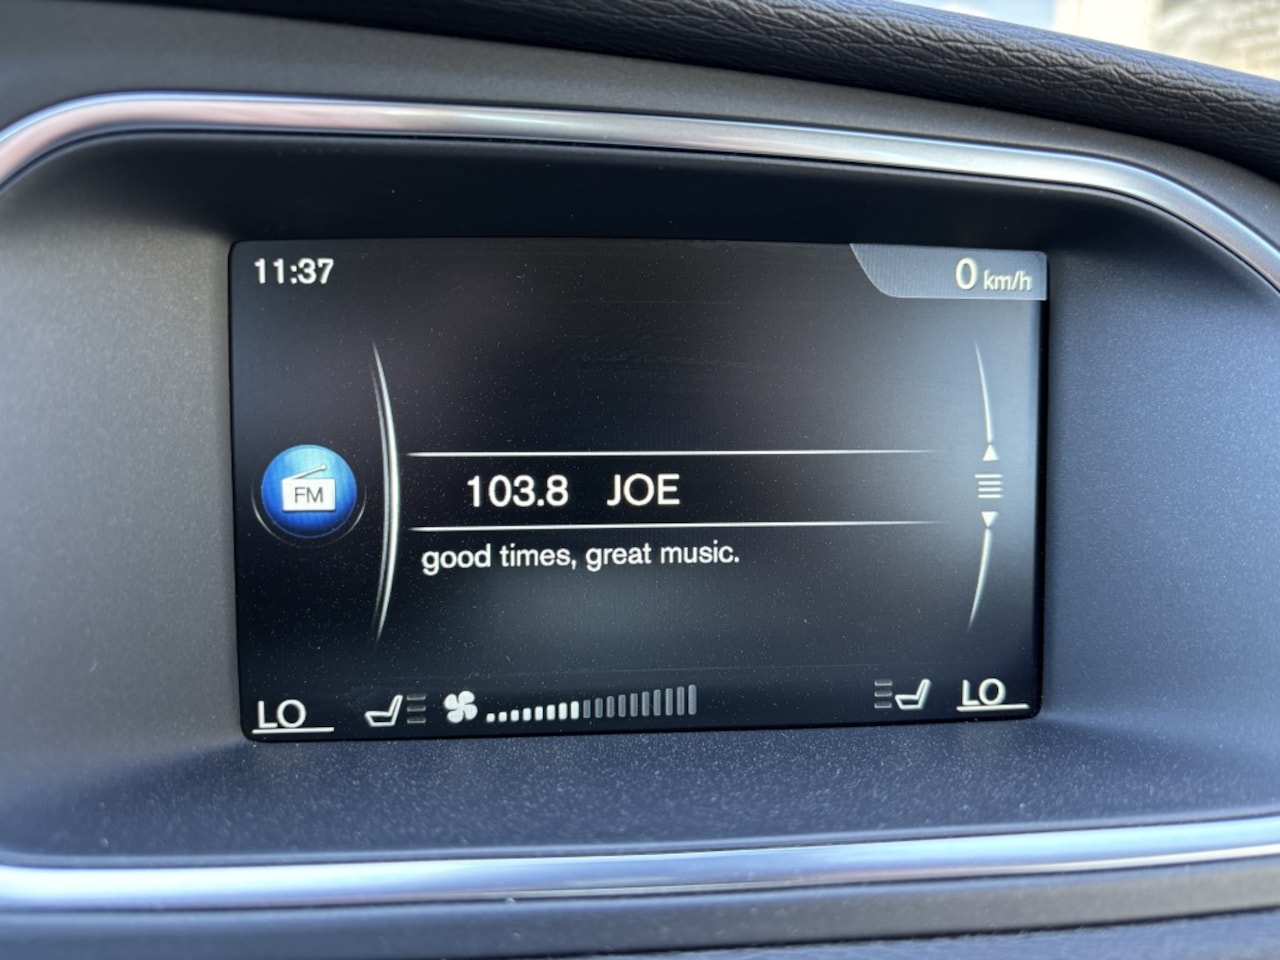 11:37
0 km/h
FM
103.8 JOE
good times, great music.
LO LO